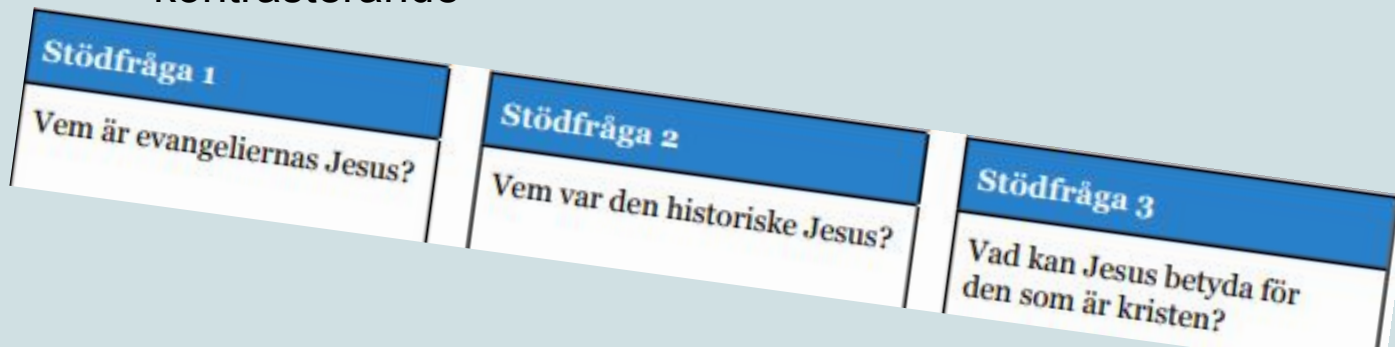 kontrasterande
Stödfråga 1
Vem är evangeliernas Jesus?
Stödfråga 2
Vem var den historiske Jesus?
Stödfråga 3
Vad kan Jesus betyda för
den som är kristen?